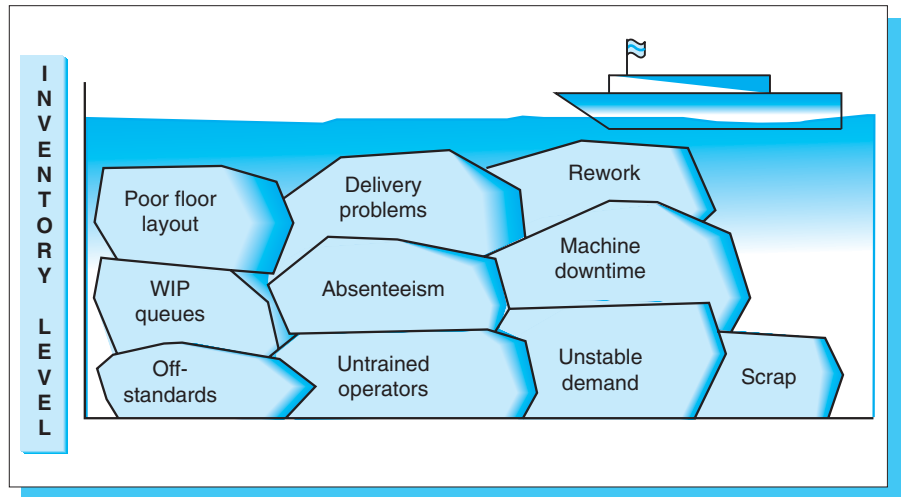 INVENTORY LEVEL
Poor floor
layout
Delivery
problems
Rework
WIP
queues
Absenteeism
Machine
downtime
Off-
standards
Untrained
operators
Unstable
demand
Scrap